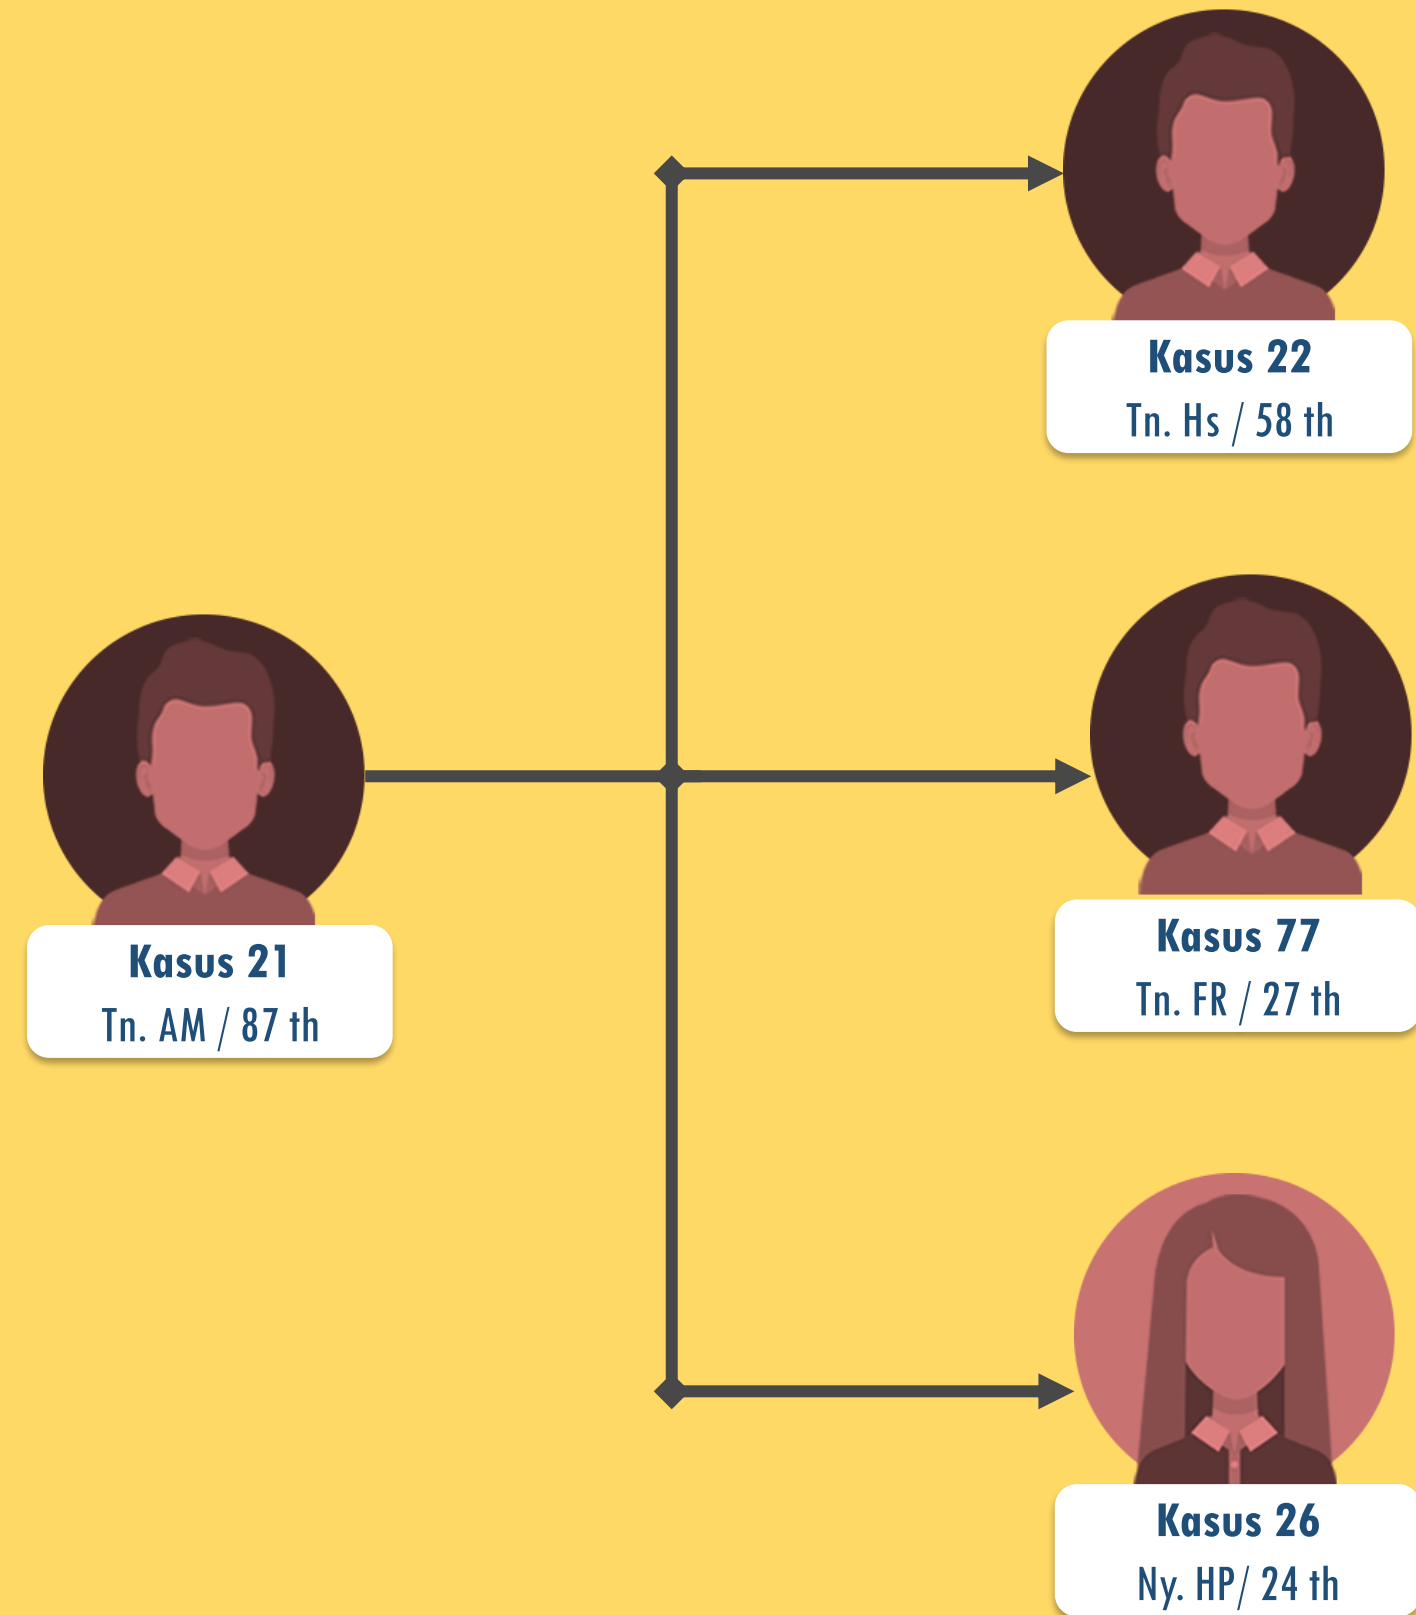 Kasus 22
Tn. Hs / 58 th
Kasus 21
Tn. AM / 87 th
Kasus 77
Tn. FR / 27 th
Kasus 26
Ny. HP/ 24 th